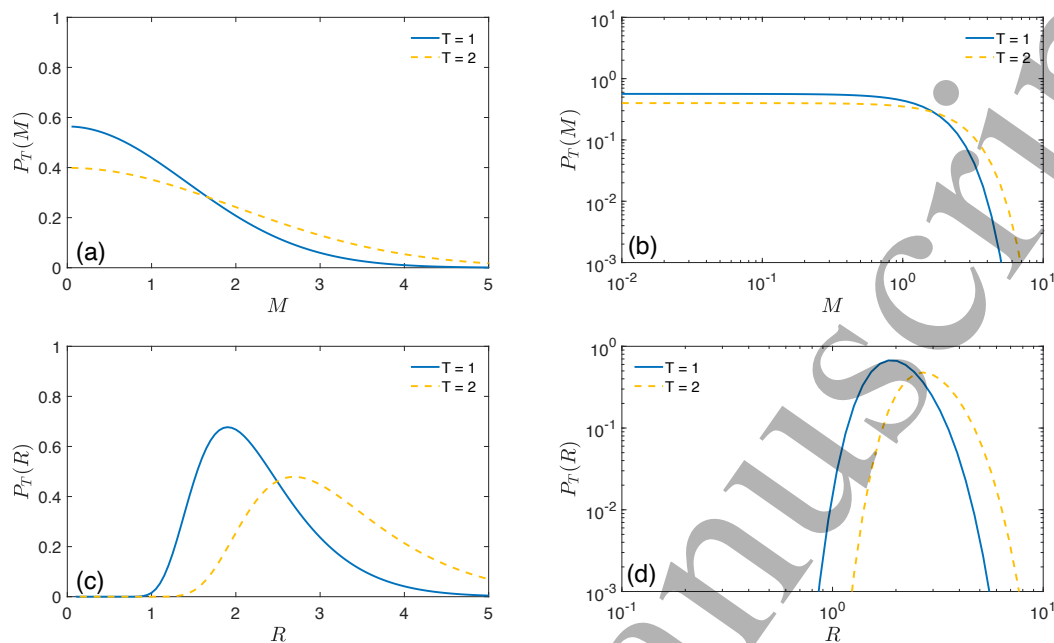 1
0.8
0.6
0.4
0.2
0
P_T(M)
T = 1
T = 2
(a)
0 1 2 3 4 5
M
10^1
10^0
10^-1
10^-2
10^-3
P_T(M)
T = 1
T = 2
(b)
10^-2 10^-1 10^0 10^1
M
1
0.8
0.6
0.4
0.2
0
P_T(R)
T = 1
T = 2
(c)
0 1 2 3 4 5
R
10^0
10^-1
10^-2
10^-3
P_T(R)
T = 1
T = 2
(d)
10^-1 10^0 10^1
R
nuscri